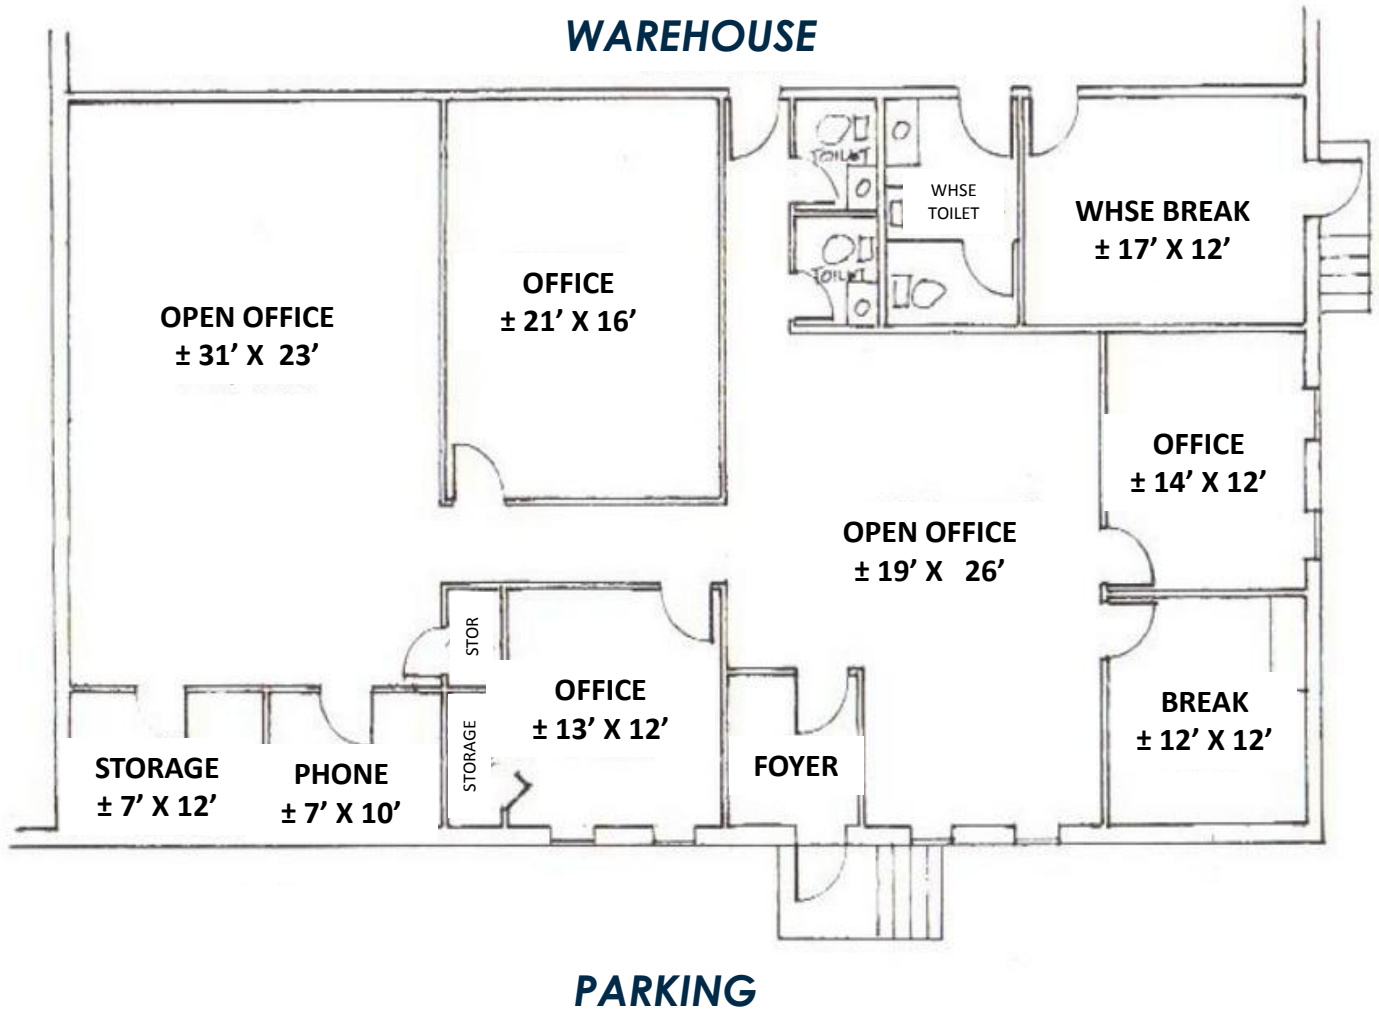 WAREHOUSE
TOILET
WHSE
TOILET
WHSE BREAK
± 17’ X 12’
TOILET
OFFICE
± 21’ X 16’
OPEN OFFICE
± 31’ X 23’
OFFICE
± 14’ X 12’
OPEN OFFICE
± 19’ X 26’
STOR
OFFICE
± 13’ X 12’
BREAK
± 12’ X 12’
STORAGE
FOYER
STORAGE
± 7’ X 12’
PHONE
± 7’ X 10’
PARKING